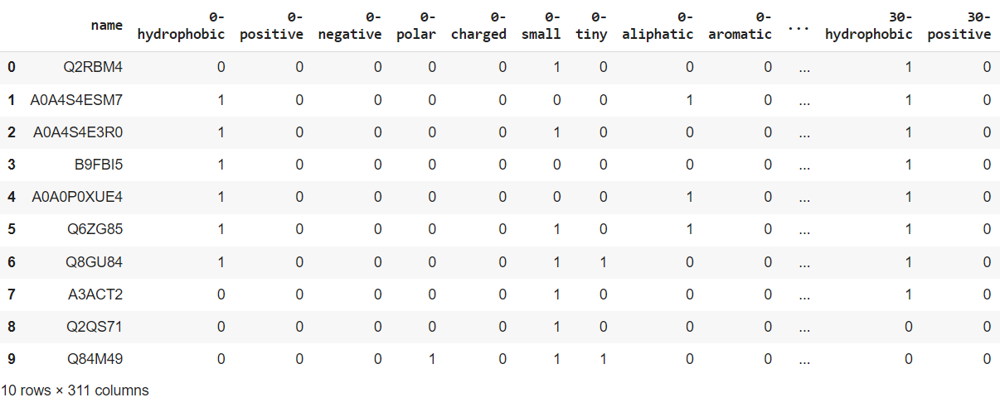 name 0-hydrophobic 0-positive 0-negative 0-polar 0-charged 0-small 0-tiny 0-aliphatic 0-aromatic ... 30-hydrophobic 30-positive
0 Q2RBM4 0 0 0 0 0 1 0 0 0 ... 1 0
1 A0A4S4ESM7 1 0 0 0 0 0 0 1 0 ... 1 0
2 A0A4S4E3R0 1 0 0 0 0 1 0 0 0 ... 1 0
3 B9FBI5 1 0 0 0 0 0 0 0 0 ... 1 0
4 A0A0P0XUE4 1 0 0 0 0 0 0 1 0 ... 1 0
5 Q6ZG85 1 0 0 0 0 1 0 1 0 ... 1 0
6 Q8GU84 1 0 0 0 0 1 1 0 0 ... 1 0
7 A3ACT2 0 0 0 0 0 1 0 0 0 ... 1 0
8 Q2QS71 0 0 0 0 0 1 0 0 0 ... 0 0
9 Q84M49 0 0 0 1 0 1 1 0 0 ... 0 0
10 rows × 311 columns